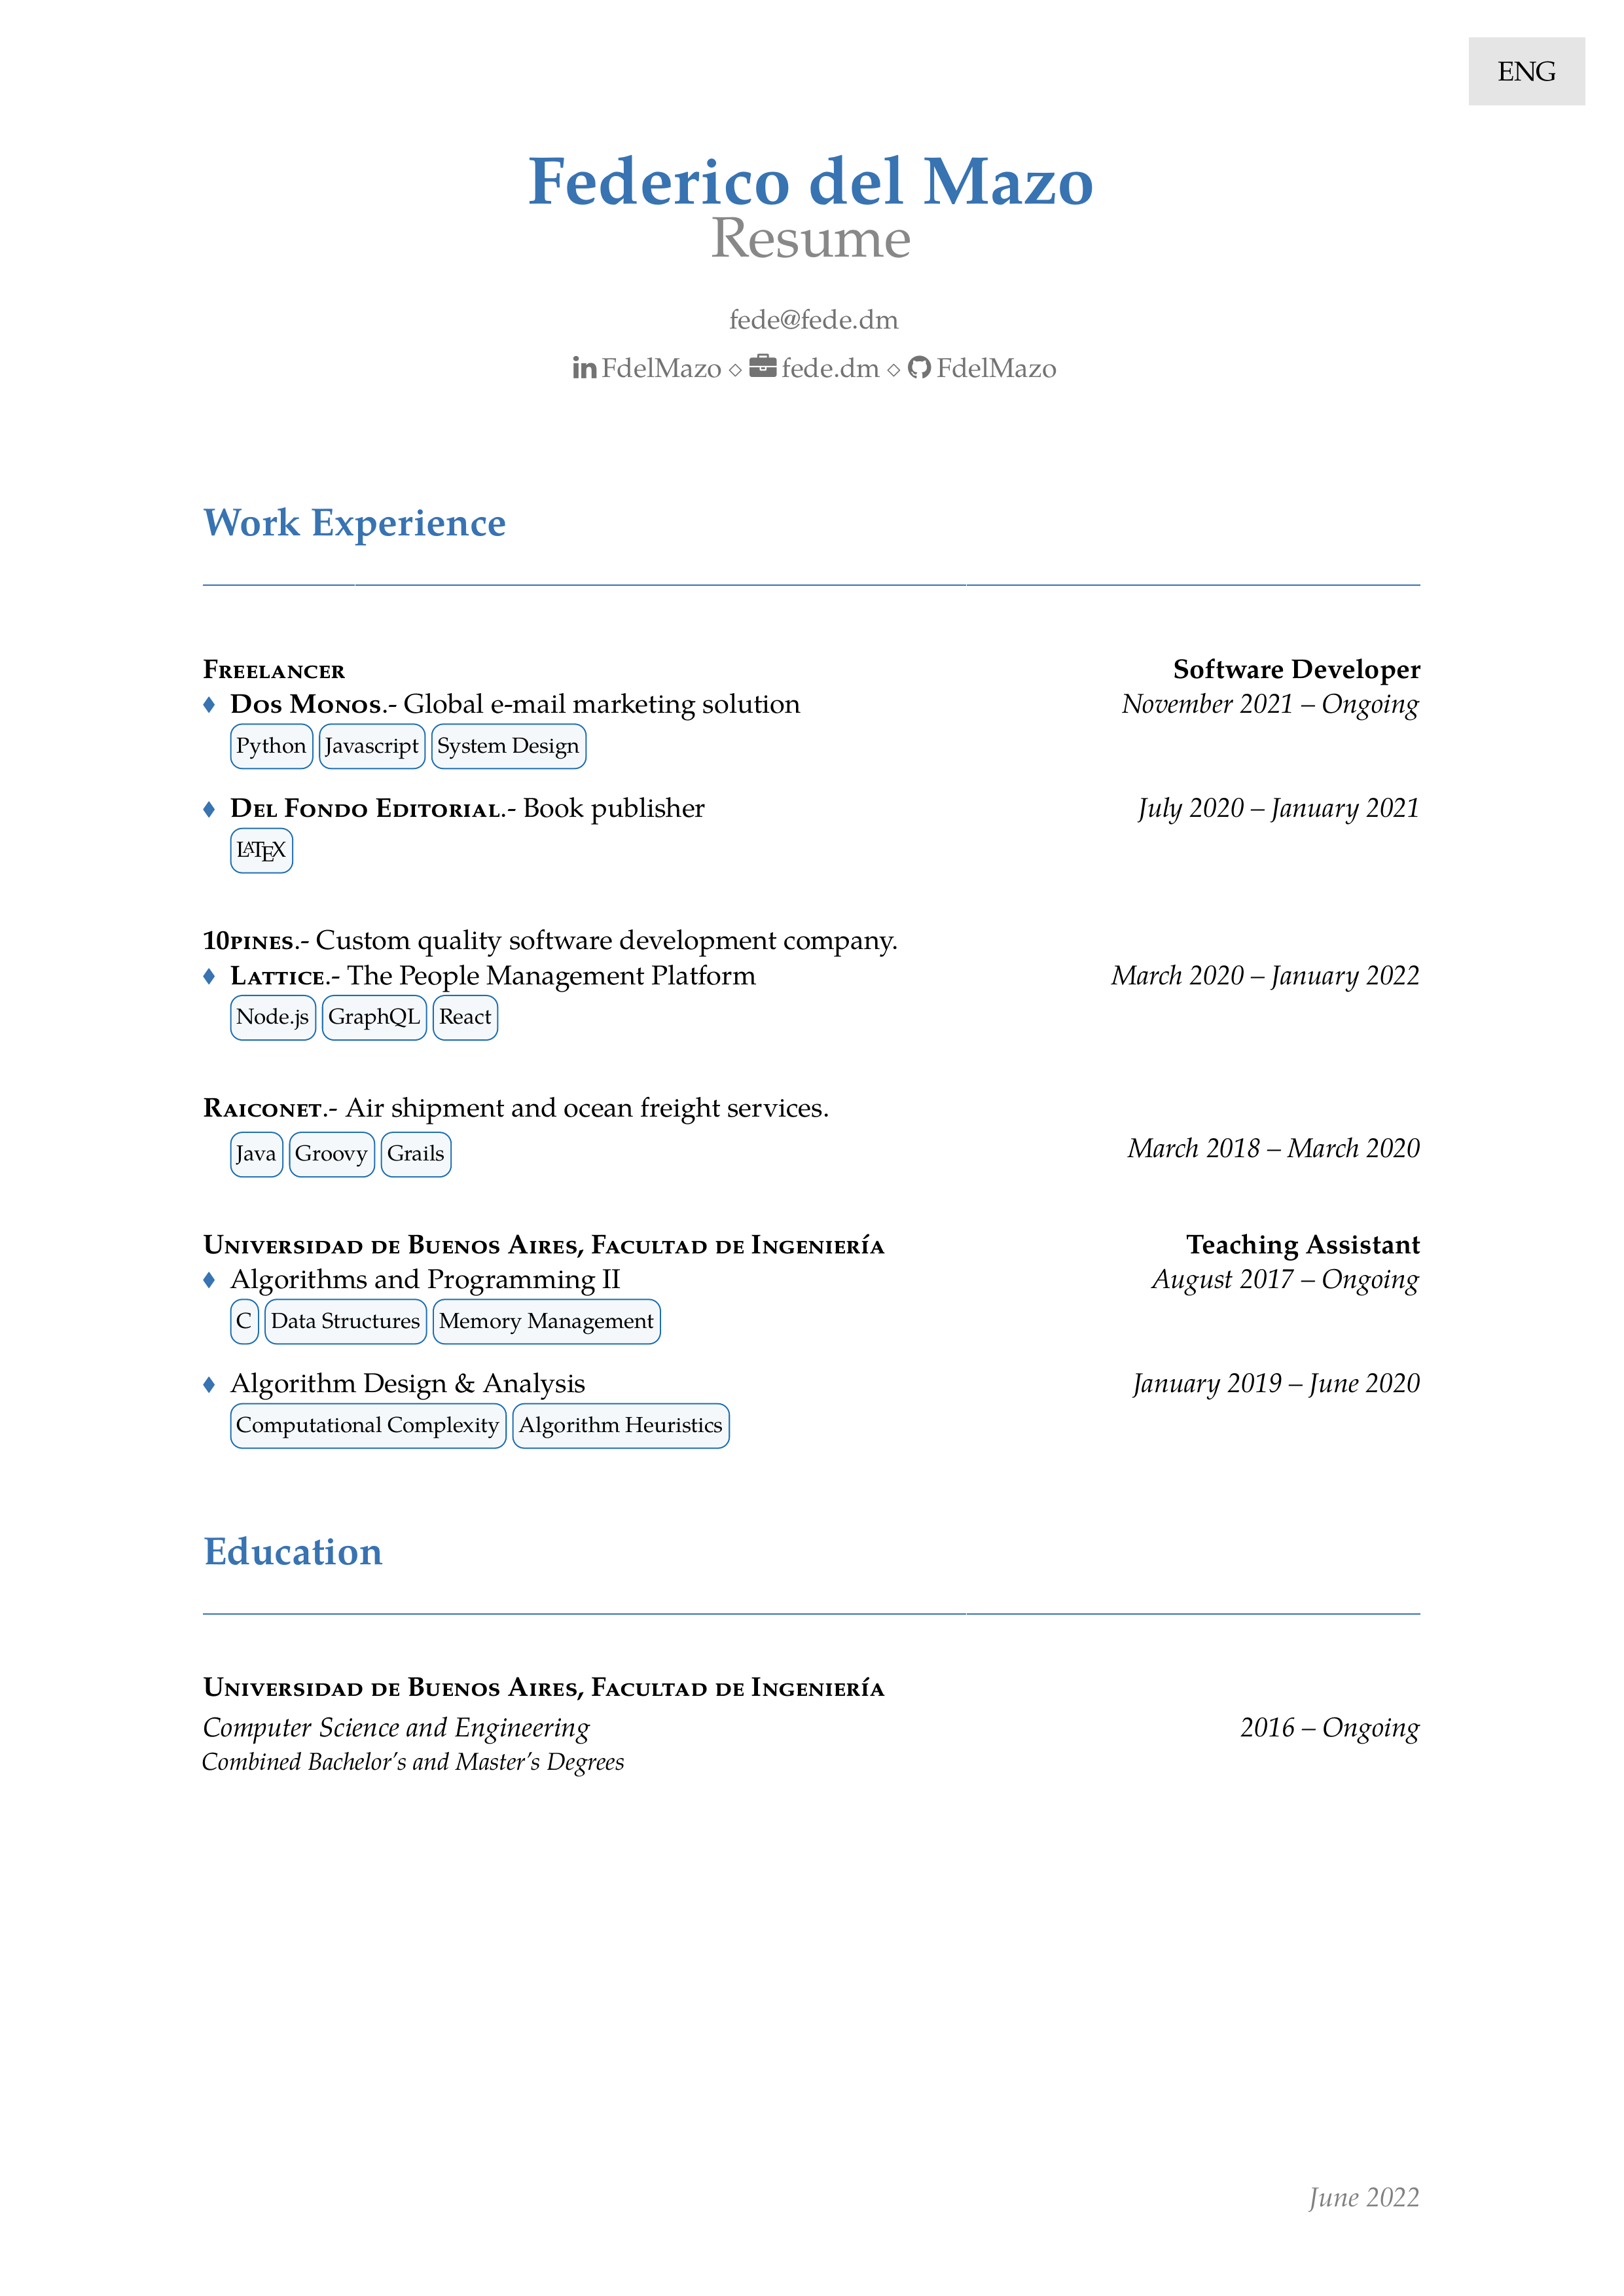 ENG
Federico del Mazo
Resume
fede@fede.dm
FdelMazo ⋄ fede.dm ⋄ FdelMazo
Work Experience
Freelancer Software Developer
♦ Dos Monos.- Global e-mail marketing solution November 2021 – Ongoing
Python Javascript System Design
♦ Del Fondo Editorial.- Book publisher July 2020 – January 2021
LATEX
10pines.- Custom quality software development company.
♦ Lattice.- The People Management Platform March 2020 – January 2022
Node.js GraphQL React
Raiconet.- Air shipment and ocean freight services.
Java Groovy Grails March 2018 – March 2020
Universidad de Buenos Aires, Facultad de Ingeniería Teaching Assistant
♦ Algorithms and Programming II August 2017 – Ongoing
C Data Structures Memory Management
♦ Algorithm Design & Analysis January 2019 – June 2020
Computational Complexity Algorithm Heuristics
Education
Universidad de Buenos Aires, Facultad de Ingeniería
Computer Science and Engineering 2016 – Ongoing
Combined Bachelor's and Master's Degrees
June 2022